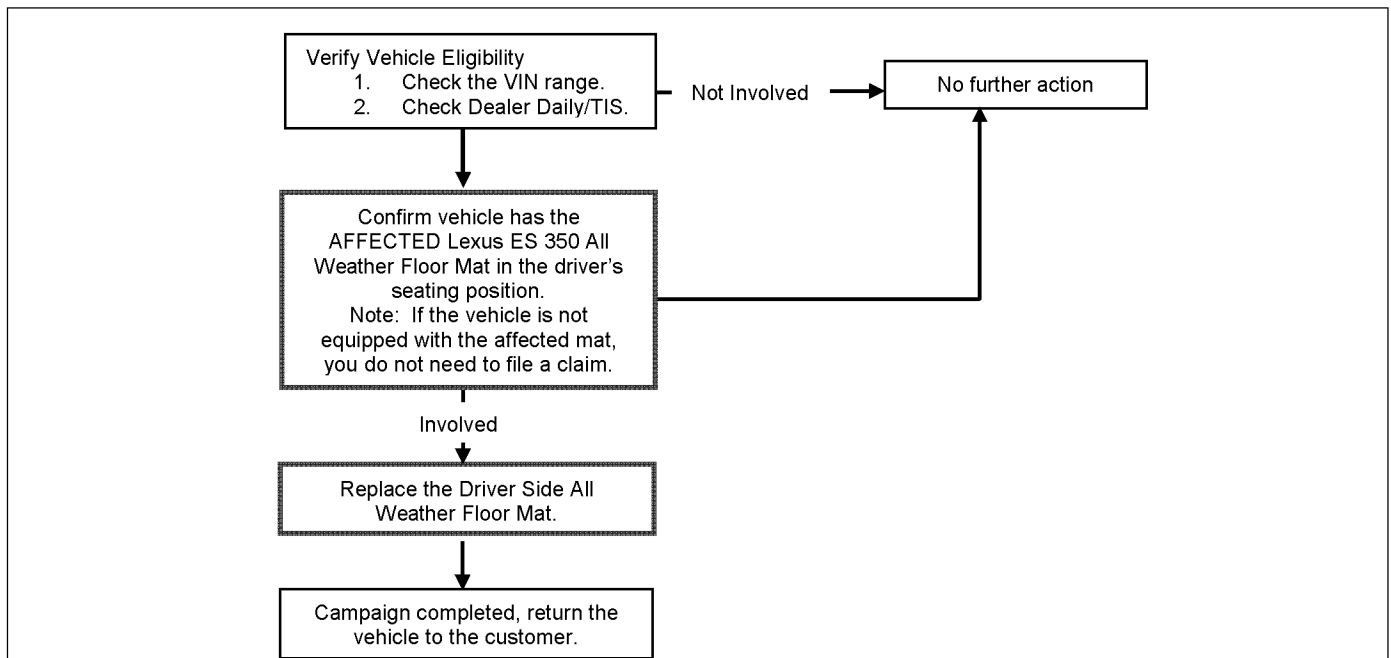 Verify Vehicle Eligibility
1. Check the VIN range.
2. Check Dealer Daily/TIS.
Not Involved
No further action
Confirm vehicle has the
AFFECTED Lexus ES 350 All
Weather Floor Mat in the driver's
seating position.
Note: If the vehicle is not
equipped with the affected mat,
you do not need to file a claim.
Involved
Replace the Driver Side All
Weather Floor Mat.
Campaign completed, return the
vehicle to the customer.